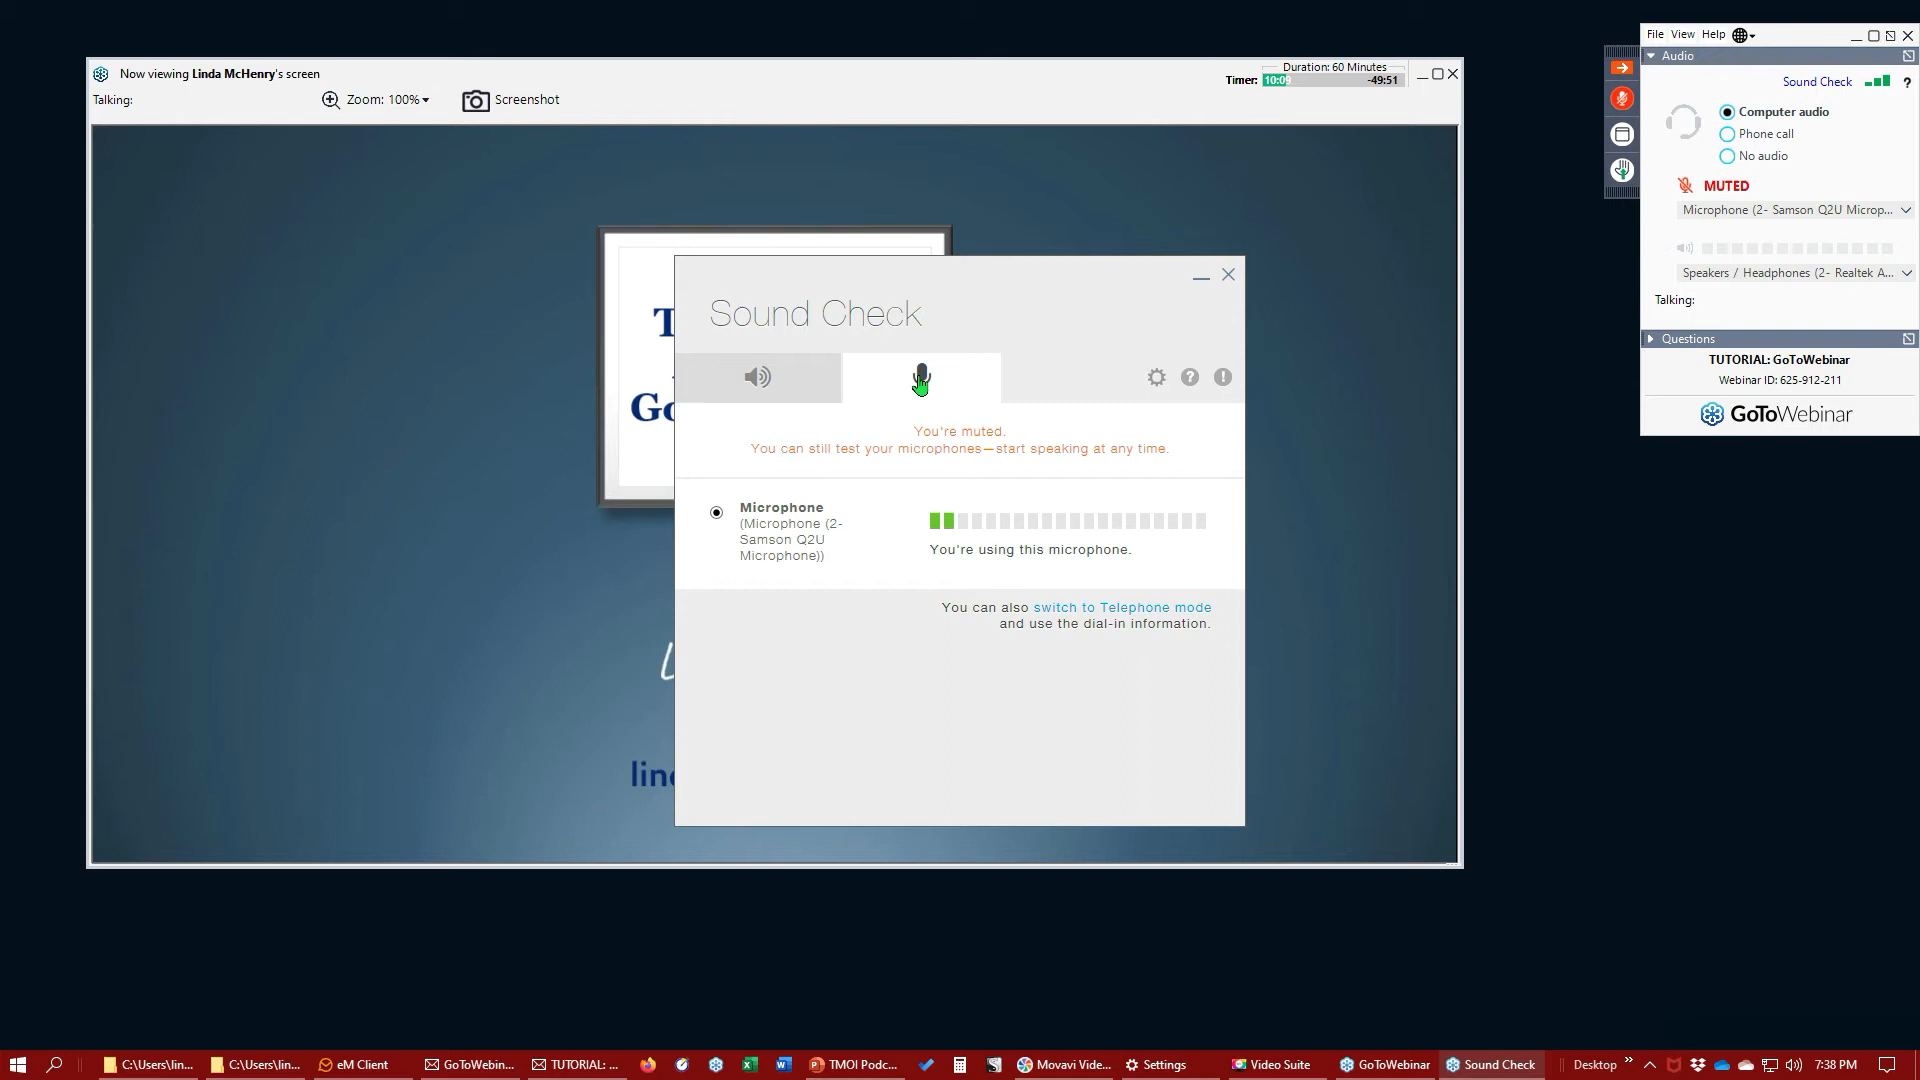 File View Help
Audio
Sound Check ?
Computer audio
Phone call
No audio
MUTED
Microphone (2- Samson Q2U Microp...
Speakers / Headphones (2- Realtek A...
Talking:
Questions
TUTORIAL: GoToWebinar
Webinar ID: 625-912-211
GoToWebinar
Now viewing Linda McHenry's screen
Duration: 60 Minutes
Timer: 10:09 -49:51
Talking:
Zoom: 100%
Screenshot
T
Go
lin
Sound Check
You're muted.
You can still test your microphones—start speaking at any time.
Microphone
(Microphone (2-
Samson Q2U
Microphone))
You're using this microphone.
You can also switch to Telephone mode
and use the dial-in information.
C:\Users\lin...
C:\Users\lin...
eM Client
GoToWebin...
TUTORIAL: ...
TMOI Podc...
Movavi Vide...
Settings
Video Suite
GoToWebinar
Sound Check
Desktop
7:38 PM